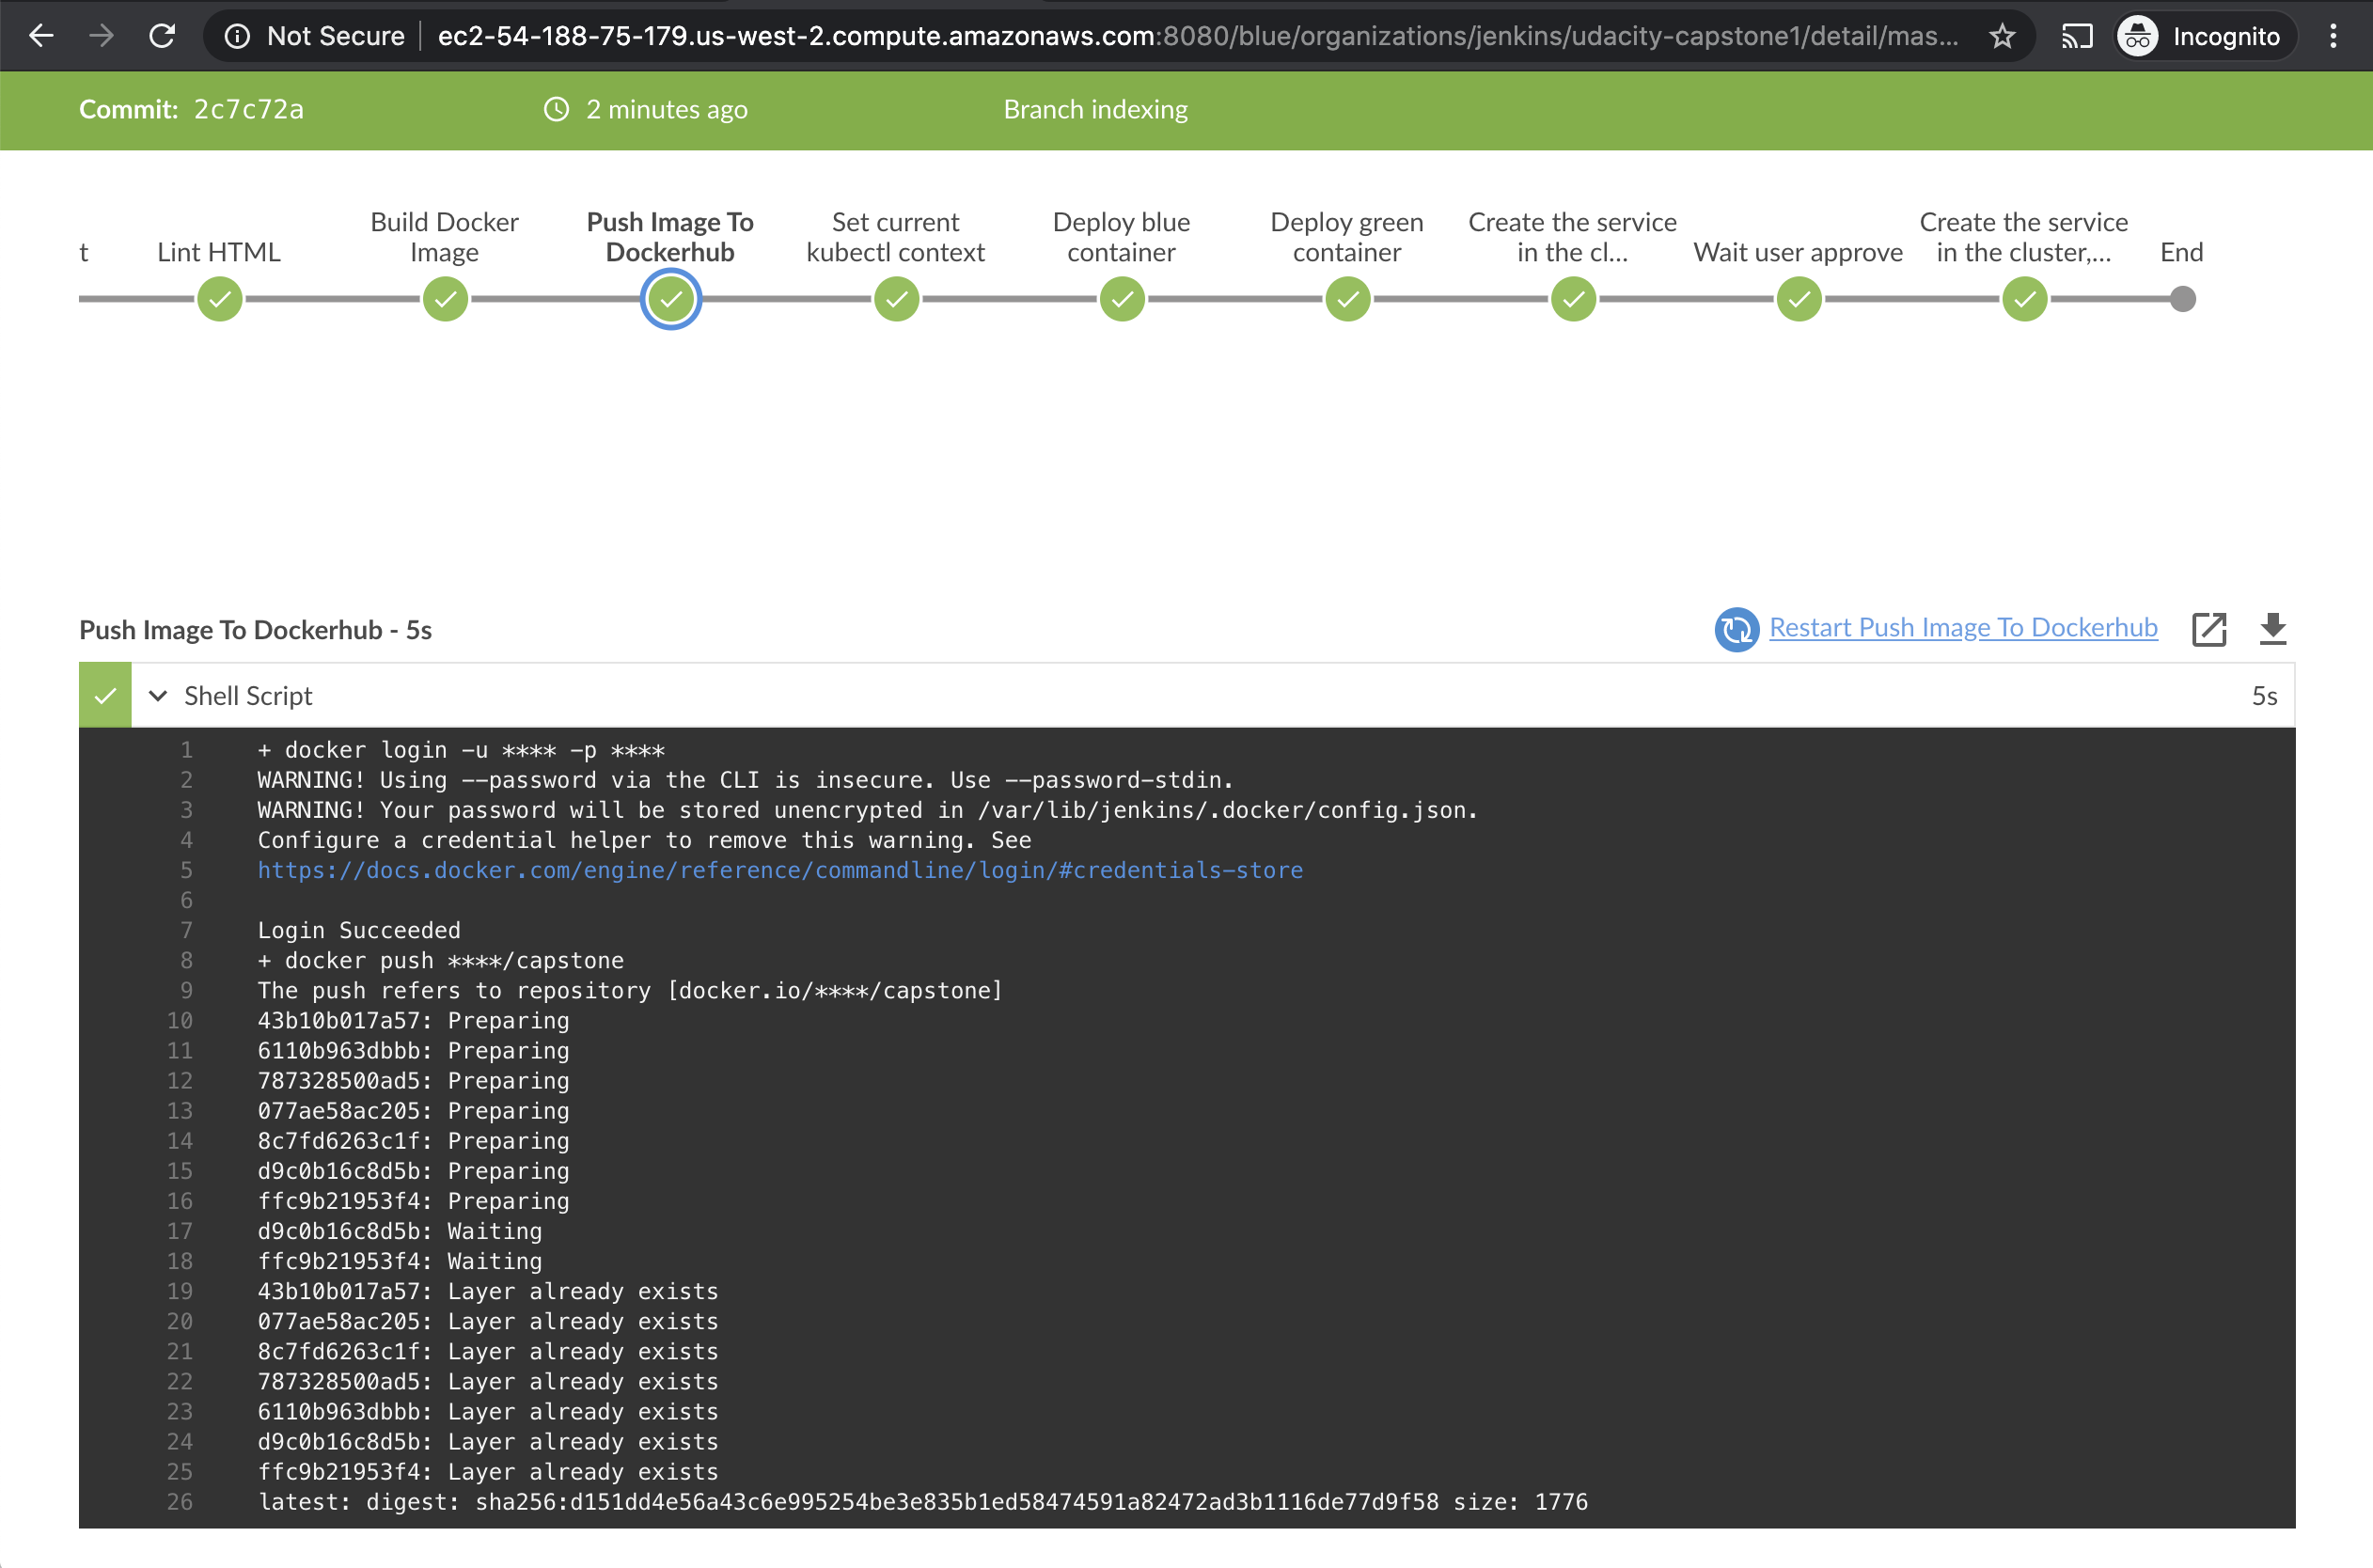 Not Secure ec2-54-188-75-179.us-west-2.compute.amazonaws.com:8080/blue/organizations/jenkins/udacity-capstone1/detail/mas... Incognito
Commit: 2c7c72a 2 minutes ago Branch indexing
t
Lint HTML
Build Docker
Image
Push Image To
Dockerhub
Set current
kubectl context
Deploy blue
container
Deploy green
container
Create the service
in the cl...
Wait user approve
Create the service
in the cluster,...
End
Push Image To Dockerhub - 5s
Restart Push Image To Dockerhub
Shell Script 5s
1 + docker login -u **** -p ****
2 WARNING! Using --password via the CLI is insecure. Use --password-stdin.
3 WARNING! Your password will be stored unencrypted in /var/lib/jenkins/.docker/config.json.
4 Configure a credential helper to remove this warning. See
5 https://docs.docker.com/engine/reference/commandline/login/#credentials-store
6
7 Login Succeeded
8 + docker push ****/capstone
9 The push refers to repository [docker.io/****/capstone]
10 43b10b017a57: Preparing
11 6110b963dbbb: Preparing
12 787328500ad5: Preparing
13 077ae58ac205: Preparing
14 8c7fd6263c1f: Preparing
15 d9c0b16c8d5b: Preparing
16 ffc9b21953f4: Preparing
17 d9c0b16c8d5b: Waiting
18 ffc9b21953f4: Waiting
19 43b10b017a57: Layer already exists
20 077ae58ac205: Layer already exists
21 8c7fd6263c1f: Layer already exists
22 787328500ad5: Layer already exists
23 6110b963dbbb: Layer already exists
24 d9c0b16c8d5b: Layer already exists
25 ffc9b21953f4: Layer already exists
26 latest: digest: sha256:d151dd4e56a43c6e995254be3e835b1ed58474591a82472ad3b1116de77d9f58 size: 1776